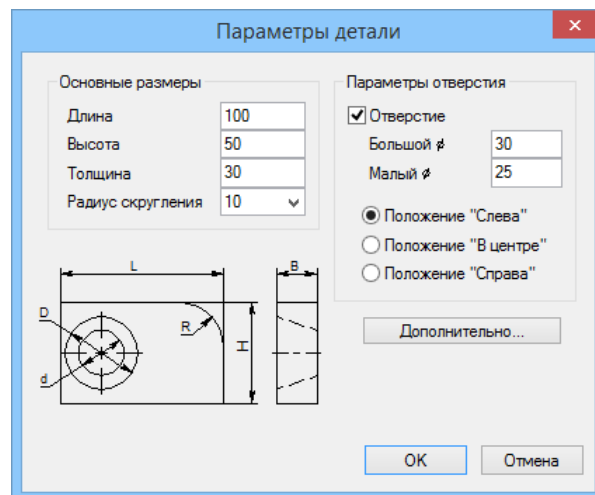 Параметры детали
Основные размеры
Длина 100
Высота 50
Толщина 30
Радиус скругления 10
Параметры отверстия
Отверстие
Большой ø 30
Малый ø 25
Положение "Слева"
Положение "В центре"
Положение "Справа"
L
B
D
R
H
d
Дополнительно...
OK
Отмена